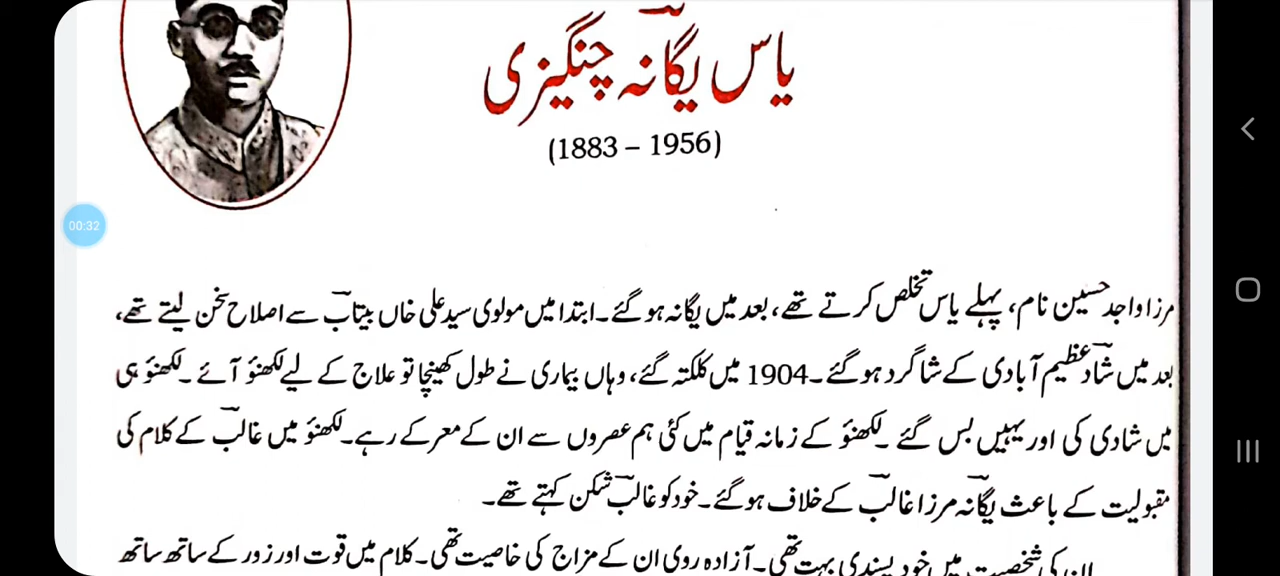 یاسؔ یگانہ چنگیزی
(1883 – 1956)
00:32
مرزا واجد حسین نام، پہلے یاس تخلص کرتے تھے، بعد میں یگانہ ہو گئے۔ ابتدا میں مولوی سید علی خاں بیتابؔ سے اصلاح سخن لیتے تھے،
بعد میں شادؔ عظیم آبادی کے شاگرد ہو گئے۔ 1904 میں کلکتہ گئے، وہاں بیماری نے طول کھینچا تو علاج کے لیے لکھنؤ آئے۔ لکھنؤ ہی
میں شادی کی اور یہیں بس گئے۔ لکھنؤ کے زمانہ قیام میں کئی ہم عصروں سے ان کے معرکے رہے۔ لکھنؤ میں غالبؔ کے کلام کی
مقبولیت کے باعث یگانہؔ مرزا غالبؔ کے خلاف ہو گئے۔ خود کو غالبؔ شکن کہتے تھے۔
ان کی شخصیت میں خود پسندی بہت تھی۔ آزادہ روی ان کے مزاج کی خاصیت تھی۔ کلام میں قوت اور زور کے ساتھ ساتھ